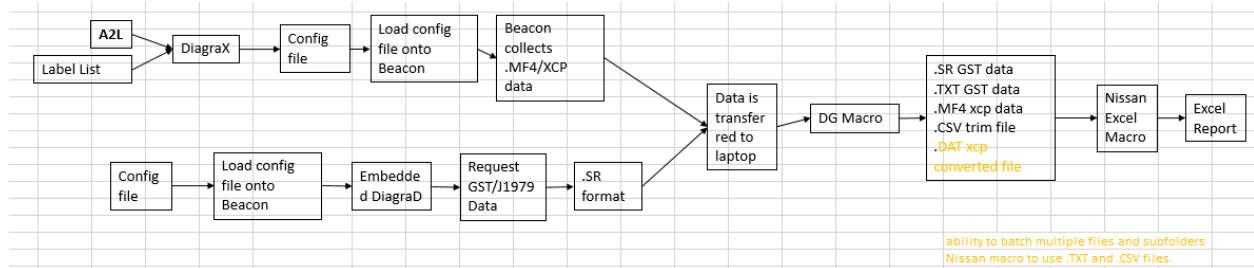 A2L
Label List
DiagraX
Config
file
Load config
file onto
Beacon
Beacon
collects
.MF4/XCP
data
Config
file
Load config
file onto
Beacon
Embedde
d DiagraD
Request
GST/J1979
Data
.SR
format
Data is
transfer
red to
laptop
DG Macro
.SR GST data
.TXT GST data
.MF4 xcp data
.CSV trim file
.DAT xcp
converted file
Nissan
Excel
Macro
Excel
Report
ability to batch multiple files and subfolders
Nissan macro to use .TXT and .CSV files.